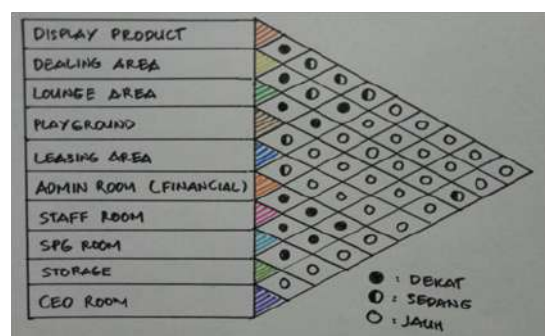 DISPLAY PRODUCT
DEALING AREA
LOUNGE AREA
PLAYGROUND
LEASING AREA
ADMIN ROOM (FINANCIAL)
STAFF ROOM
SPG ROOM
STORAGE
CEO ROOM
: DEKAT
: SEDANG
: JAUH